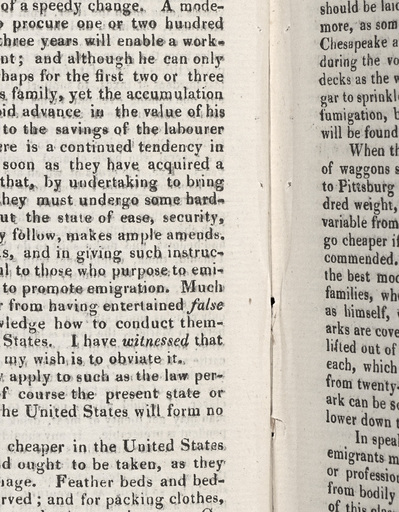 of a speedy change. A mode-
procure one or two hundred
three years will enable a work-
nt; and although he can only
haps for the first two or three
s family, yet the accumulation
id advance in the value of his
to the savings of the labourer
re is a continued tendency in
soon as they have acquired a
that, by undertaking to bring
hey must undergo some hard-
ut the state of ease, security,
y follow, makes ample amends.
s, and in giving such instruc-
l to those who purpose to emi-
to promote emigration. Much
r from having entertained false
wledge how to conduct them-
States. I have witnessed that
my wish is to obviate it.
apply to such as the law per-
f course the present state or
he United States will form no
cheaper in the United States
d ought to be taken, as they
age. Feather beds and bed-
rved; and for packing clothes,
should be laid
more, as som
Chesapeake a
during the vo
decks as the w
gar to sprinkle
fumigation, b
will be found
When th
of waggons s
to Pittsburg
dred weight,
variable from
go cheaper if
commended.
the best mod
families, who
as himself,
arks are cove
lifted out of
each, which
from twenty-
ark can be s
lower down t
In speak
emigrants m
or profession
from bodily
of this place